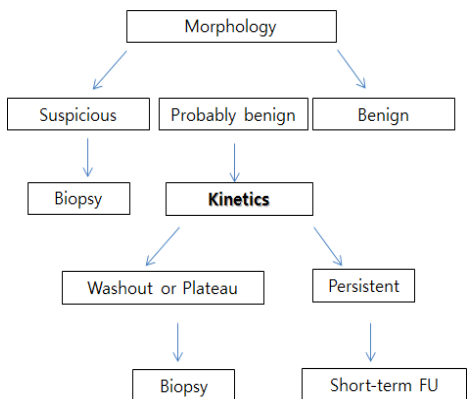 Morphology
Suspicious
Probably benign
Benign
Biopsy
Kinetics
Washout or Plateau
Persistent
Biopsy
Short-term FU